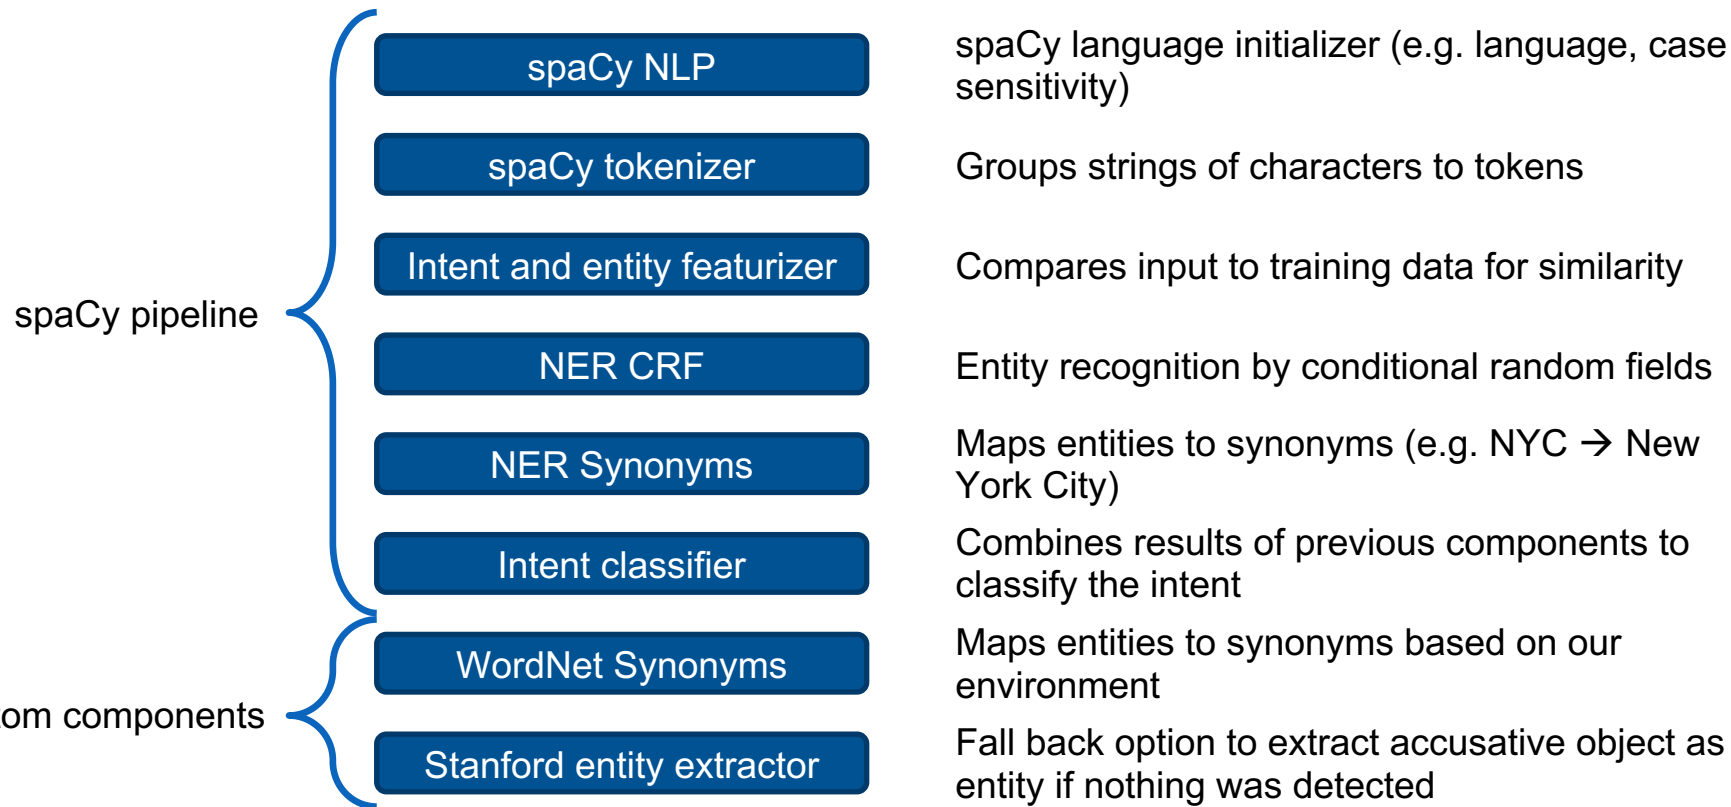 spaCy NLP
spaCy language initializer (e.g. language, case
sensitivity)
spaCy tokenizer
Groups strings of characters to tokens
Intent and entity featurizer
Compares input to training data for similarity
spaCy pipeline
NER CRF
Entity recognition by conditional random fields
NER Synonyms
Maps entities to synonyms (e.g. NYC → New
York City)
Intent classifier
Combines results of previous components to
classify the intent
WordNet Synonyms
Maps entities to synonyms based on our
environment
tom components
Stanford entity extractor
Fall back option to extract accusative object as
entity if nothing was detected